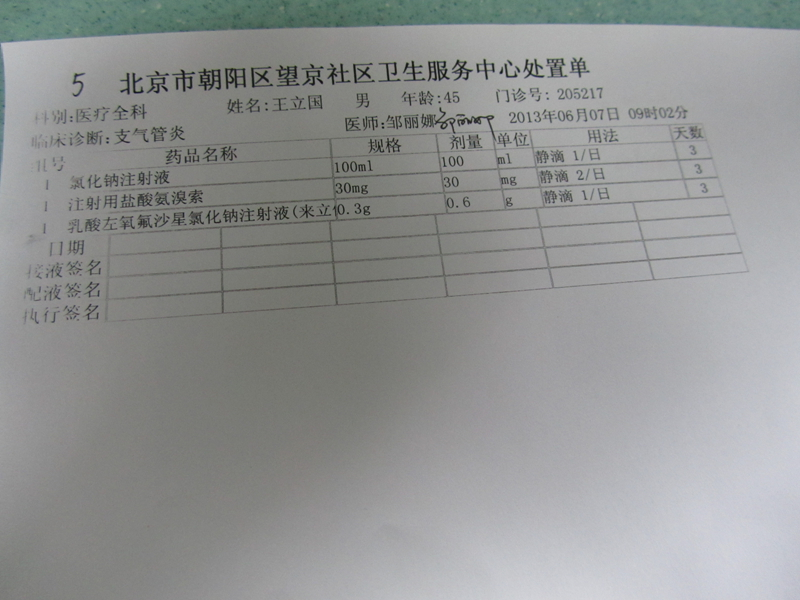 5 北京市朝阳区望京社区卫生服务中心处置单
科别:医疗全科 姓名:王立国 男 年龄:45 门诊号: 205217
临床诊断:支气管炎 医师:邹丽娜 2013年06月07日 09时02分
组号 药品名称 规格 剂量 单位 用法 天数
1 氯化钠注射液 100ml 100 ml 静滴 1/日 3
1 注射用盐酸氨溴索 30mg 30 mg 静滴 2/日 3
1 乳酸左氧氟沙星氯化钠注射液(来立信 0.3g 0.6 g 静滴 1/日 3
日期
接液签名
配液签名
执行签名